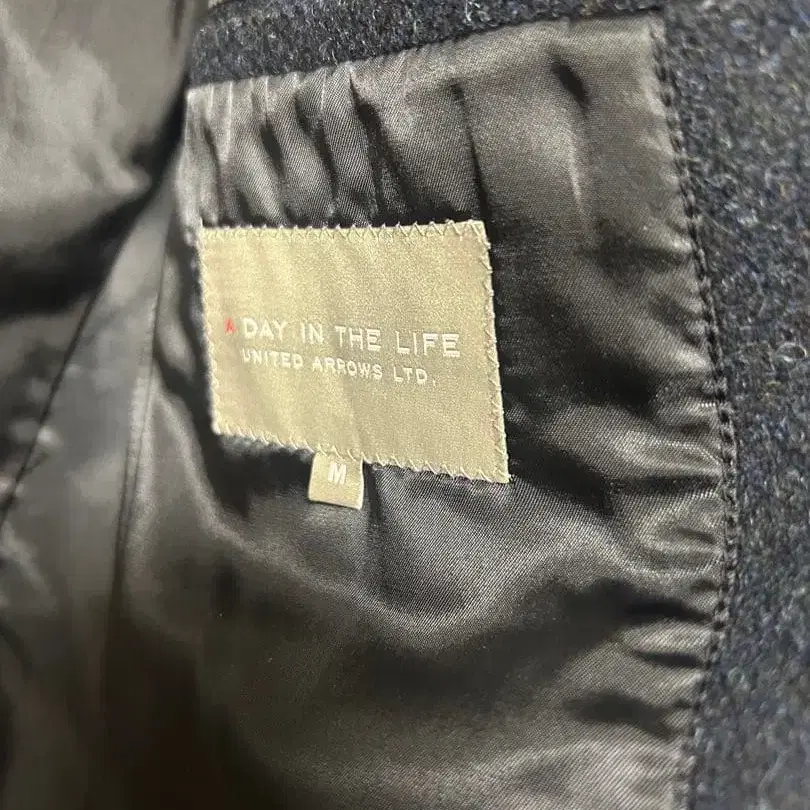 A DAY IN THE LIFE
UNITED ARROWS LTD.
M